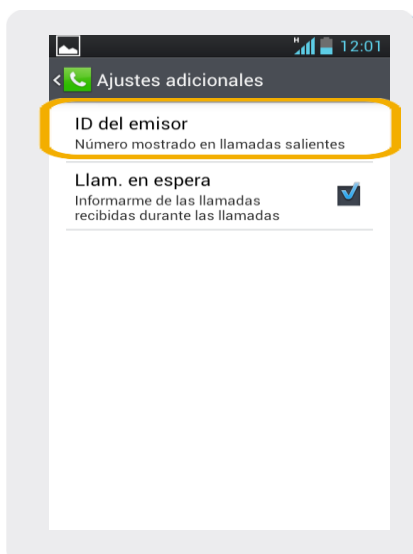 H 12:01
< Ajustes adicionales
ID del emisor
Número mostrado en llamadas salientes
Llam. en espera
Informarme de las llamadas
recibidas durante las llamadas